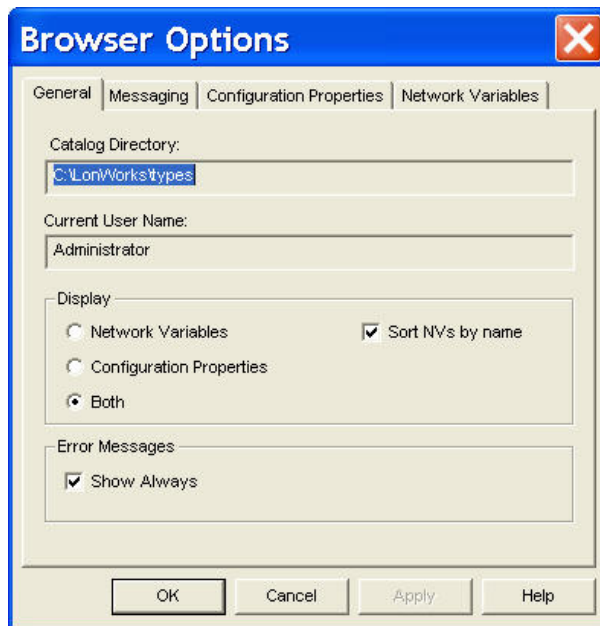 Browser Options
General Messaging Configuration Properties Network Variables
Catalog Directory:
C:\LonWorks\types
Current User Name:
Administrator
Display
Network Variables Sort NVs by name
Configuration Properties
Both
Error Messages
Show Always
OK Cancel Apply Help